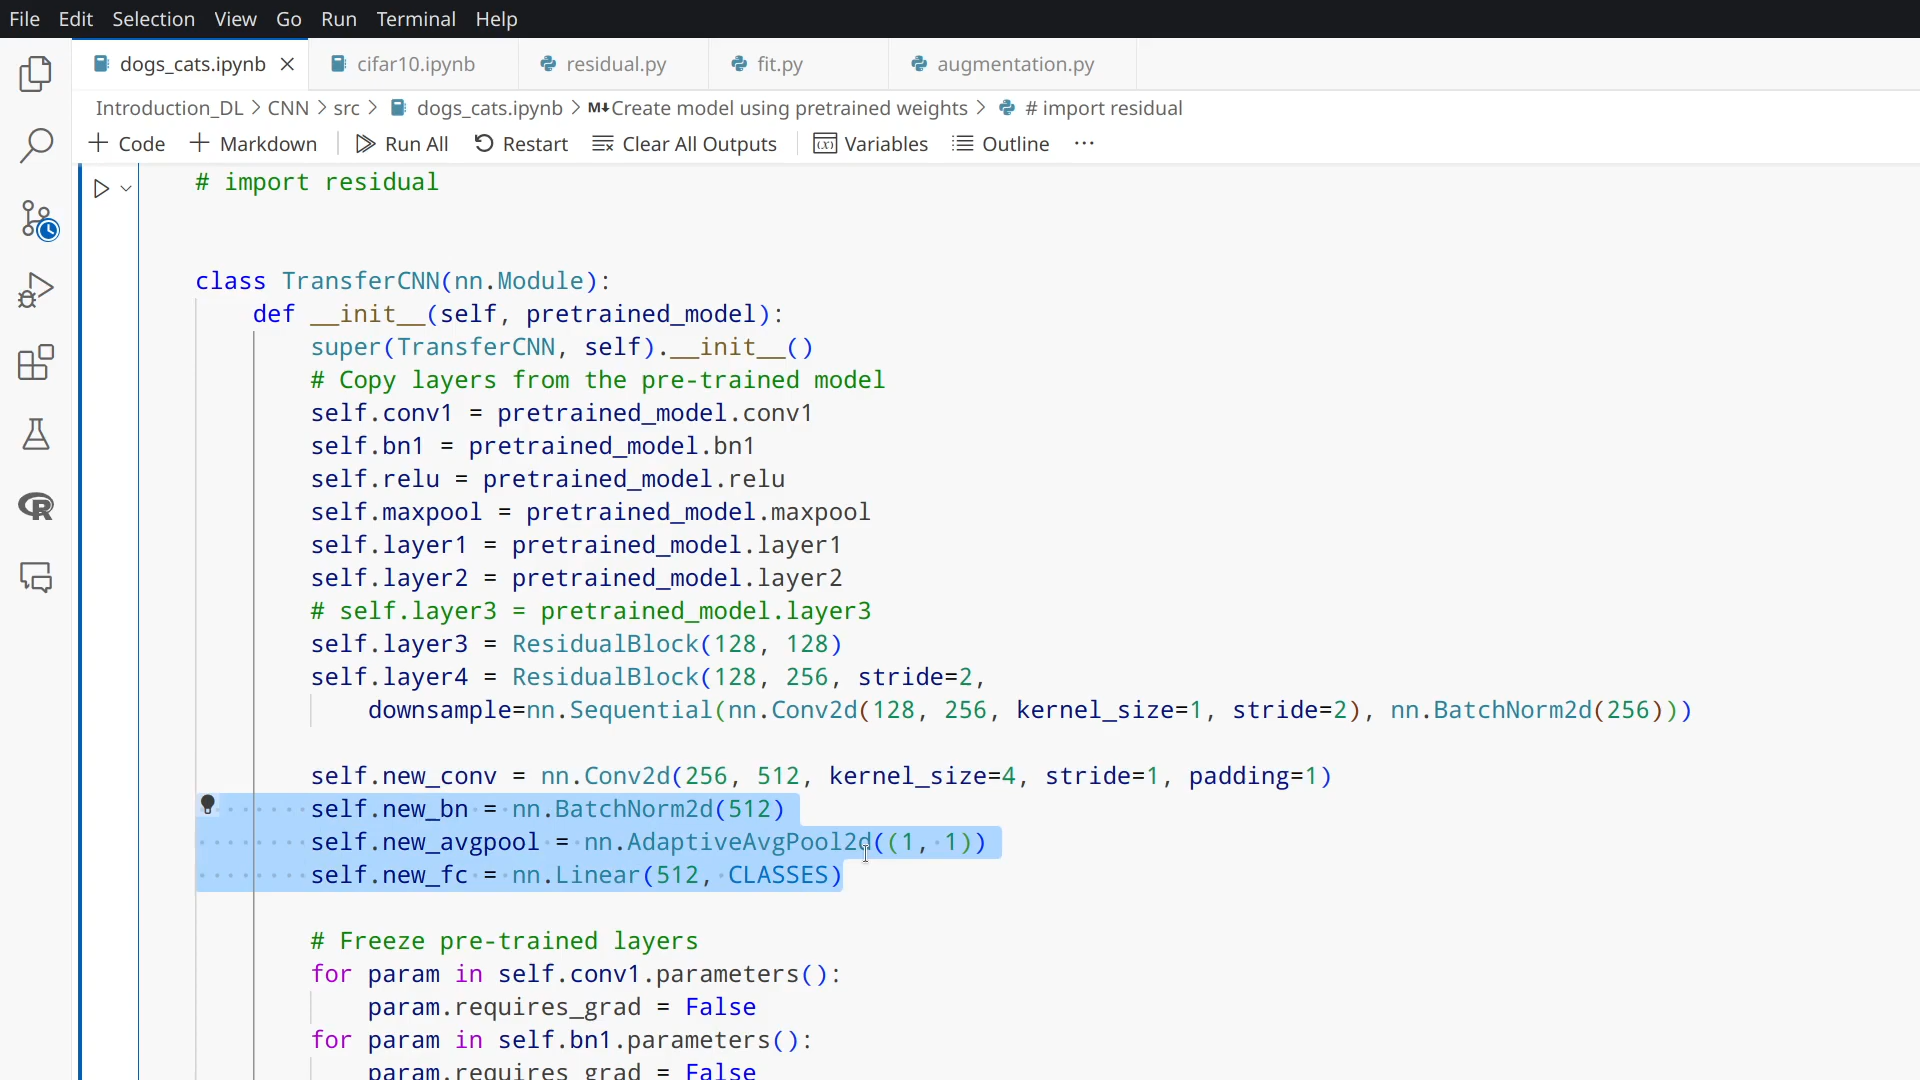 File Edit Selection View Go Run Terminal Help
dogs_cats.ipynb cifar10.ipynb residual.py fit.py augmentation.py
Introduction_DL > CNN > src > dogs_cats.ipynb > M↓Create model using pretrained weights > # import residual
+ Code + Markdown Run All Restart Clear All Outputs (x) Variables Outline ...
# import residual
class TransferCNN(nn.Module):
def __init__(self, pretrained_model):
super(TransferCNN, self).__init__()
# Copy layers from the pre-trained model
self.conv1 = pretrained_model.conv1
self.bn1 = pretrained_model.bn1
self.relu = pretrained_model.relu
self.maxpool = pretrained_model.maxpool
self.layer1 = pretrained_model.layer1
self.layer2 = pretrained_model.layer2
# self.layer3 = pretrained_model.layer3
self.layer3 = ResidualBlock(128, 128)
self.layer4 = ResidualBlock(128, 256, stride=2,
downsample=nn.Sequential(nn.Conv2d(128, 256, kernel_size=1, stride=2), nn.BatchNorm2d(256)))
self.new_conv = nn.Conv2d(256, 512, kernel_size=4, stride=1, padding=1)
self.new_bn = nn.BatchNorm2d(512)
self.new_avgpool = nn.AdaptiveAvgPool2d((1, 1))
self.new_fc = nn.Linear(512, CLASSES)
# Freeze pre-trained layers
for param in self.conv1.parameters():
param.requires_grad = False
for param in self.bn1.parameters():
param.requires_grad = False